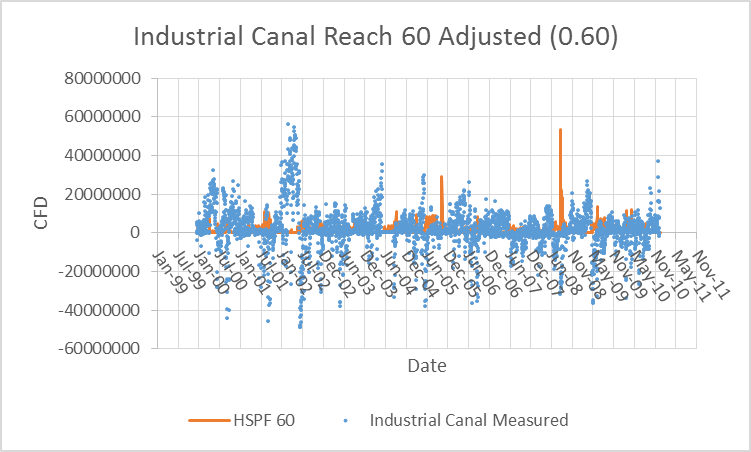 Industrial Canal Reach 60 Adjusted (0.60)
80000000
60000000
40000000
20000000
0
-20000000
-40000000
-60000000
CFD
Jan-99
Jul-99
Jan-00
Jul-00
Jan-01
Jul-01
Jan-02
Jul-02
Dec-02
Jun-03
Dec-03
Jun-04
Dec-04
Jun-05
Dec-05
Jun-06
Dec-06
Jun-07
Dec-07
Jun-08
Nov-08
May-09
Nov-09
May-10
Nov-10
May-11
Nov-11
Date
HSPF 60
Industrial Canal Measured